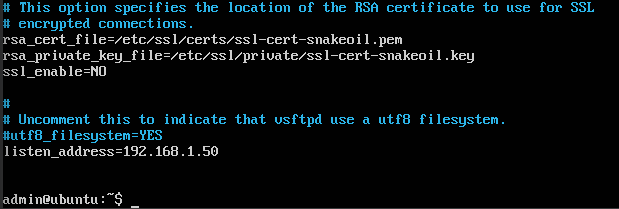 # This option specifies the location of the RSA certificate to use for SSL
# encrypted connections.
rsa_cert_file=/etc/ssl/certs/ssl-cert-snakeoil.pem
rsa_private_key_file=/etc/ssl/private/ssl-cert-snakeoil.key
ssl_enable=NO
#
# Uncomment this to indicate that vsftpd use a utf8 filesystem.
#utf8_filesystem=YES
listen_address=192.168.1.50
admin@ubuntu:~$ _